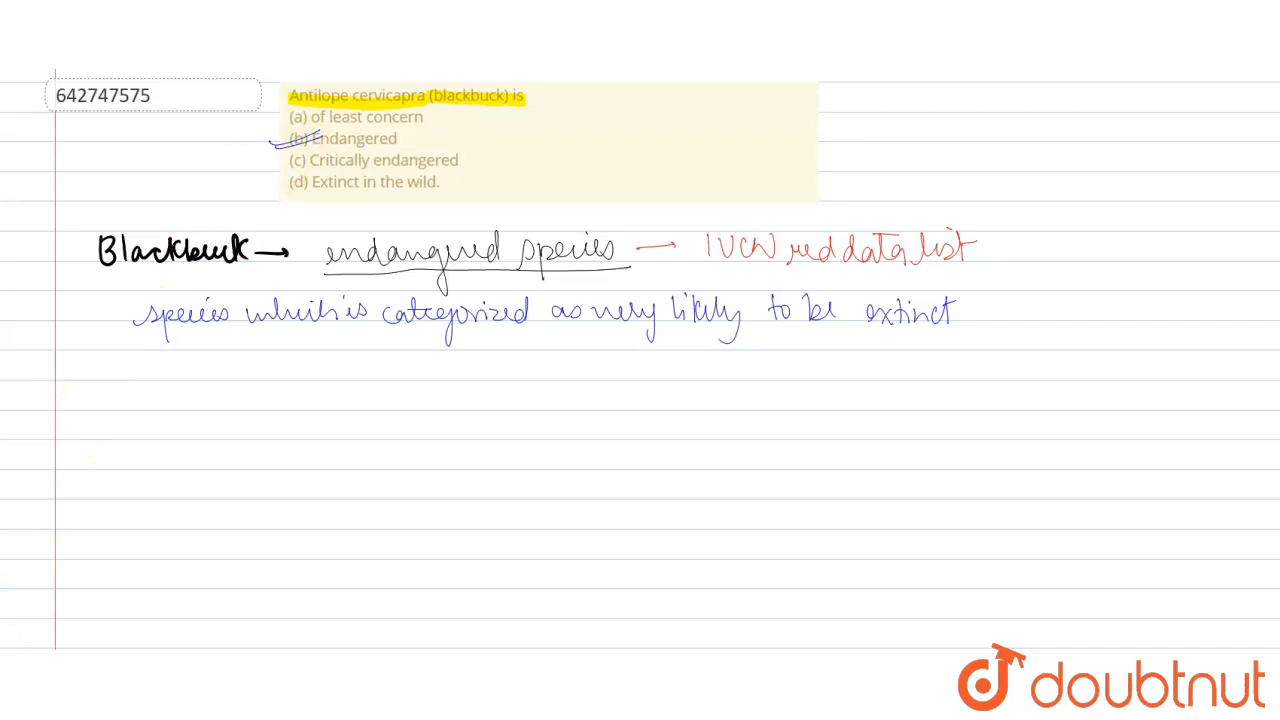 642747575
Antilope cervicapra (blackbuck) is
(a) of least concern
(b) Endangered
(c) Critically endangered
(d) Extinct in the wild.
Blackbuck → endangered species → IUCN red data list
species which is categorized as very likely to be extinct
doubtnut